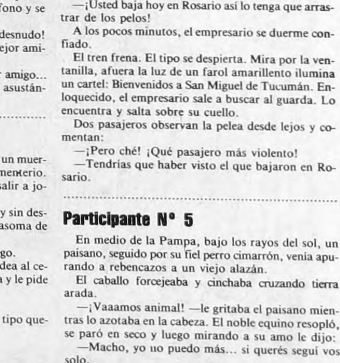 fono y se
desnudo!
ejor ami-
amigo...
asustán-
un muer-
menterio.
salir a jo-
y sin des-
asoma de
go.
dea al ce-
a y le pide
tipo que-
—¡Usted baja hoy en Rosario así lo tenga que arras-
trar de los pelos!
A los pocos minutos, el empresario se duerme con-
fiado.
El tren frena. El tipo se despierta. Mira por la ven-
tanilla, afuera la luz de un farol amarillento ilumina
un cartel: Bienvenidos a San Miguel de Tucumán. En-
loquecido, el empresario sale a buscar al guarda. Lo
encuentra y salta sobre su cuello.
Dos pasajeros observan la pelea desde lejos y co-
mentan:
—¡Pero ché! ¡Qué pasajero más violento!
—Tendrías que haber visto el que bajaron en Ro-
sario.
Participante N° 5
En medio de la Pampa, bajo los rayos del sol, un
paisano, seguido por su fiel perro cimarrón, venía apu-
rando a rebencazos a un viejo alazán.
El caballo forcejeaba y cinchaba cruzando tierra
arada.
—¡Vaaamos animal! —le gritaba el paisano mien-
tras lo azotaba en la cabeza. El noble equino resopló,
se paró en seco y luego mirando a su amo le dijo:
—Macho, yo no puedo más... si querés seguí vos
solo.